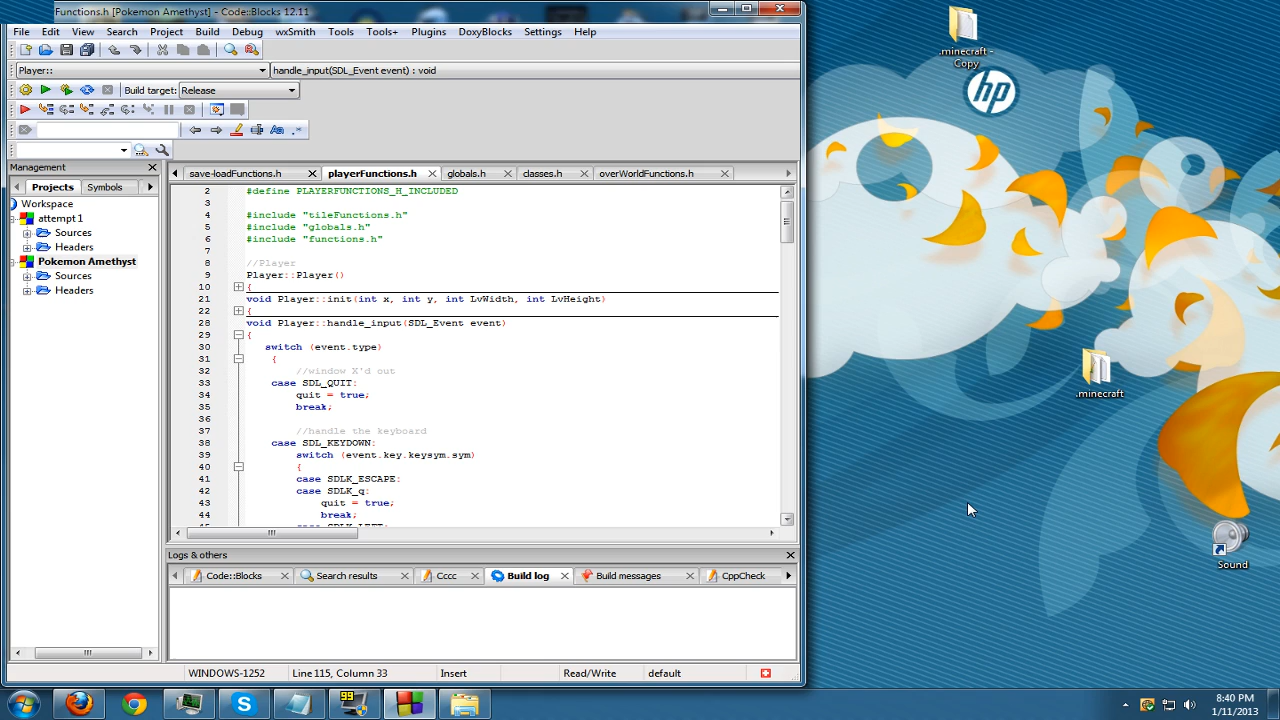 Functions.h [Pokemon Amethyst] - Code::Blocks 12.11
File Edit View Search Project Build Debug wxSmith Tools Tools+ Plugins DoxyBlocks Settings Help
Player:: handle_input(SDL_Event event) : void
Build target: Release
Management
Projects Symbols
save-loadFunctions.h playerFunctions.h globals.h classes.h overWorldFunctions.h
Workspace
attempt 1
Sources
Headers
Pokemon Amethyst
Sources
Headers
2 #define PLAYERFUNCTIONS_H_INCLUDED
3
4 #include "tileFunctions.h"
5 #include "globals.h"
6 #include "functions.h"
7
8 //Player
9 Player::Player()
10 {
21 void Player::init(int x, int y, int LvWidth, int LvHeight)
22 {
28 void Player::handle_input(SDL_Event event)
29 {
30 switch (event.type)
31 {
32 //window X'd out
33 case SDL_QUIT:
34 quit = true;
35 break;
36
37 //handle the keyboard
38 case SDL_KEYDOWN:
39 switch (event.key.keysym.sym)
40 {
41 case SDLK_ESCAPE:
42 case SDLK_q:
43 quit = true;
44 break;
Logs & others
Code::Blocks Search results Cccc Build log Build messages CppCheck
WINDOWS-1252 Line 115, Column 33 Insert Read/Write default
.minecraft -
Copy
hp
.minecraft
Sound
99
8:40 PM
1/11/2013